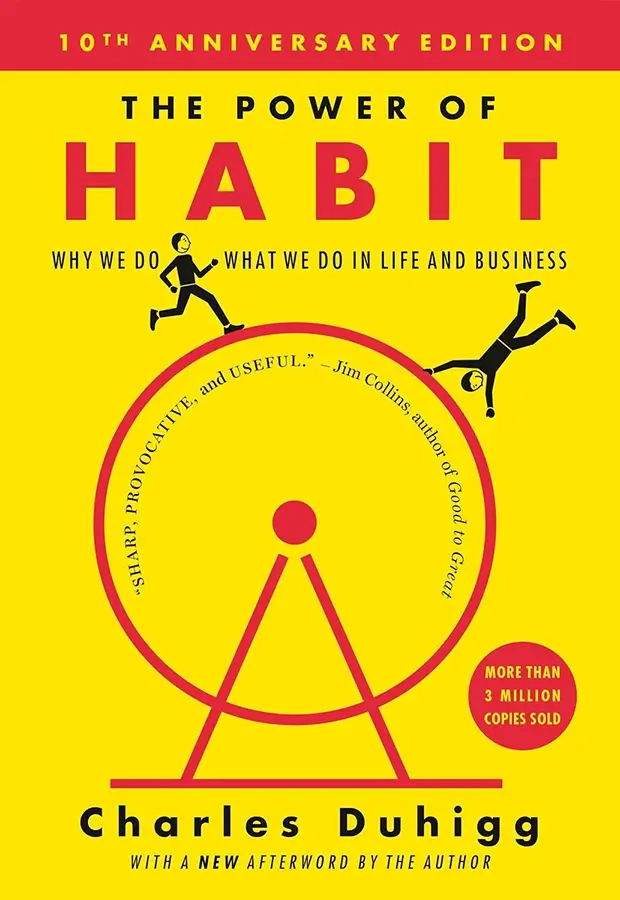 10TH ANNIVERSARY EDITION
THE POWER OF
HABIT
WHY WE DO WHAT WE DO IN LIFE AND BUSINESS
“SHARP, PROVOCATIVE, and USEFUL.” – Jim Collins, author of Good to Great
MORE THAN
3 MILLION
COPIES SOLD
Charles Duhigg
WITH A NEW AFTERWORD BY THE AUTHOR